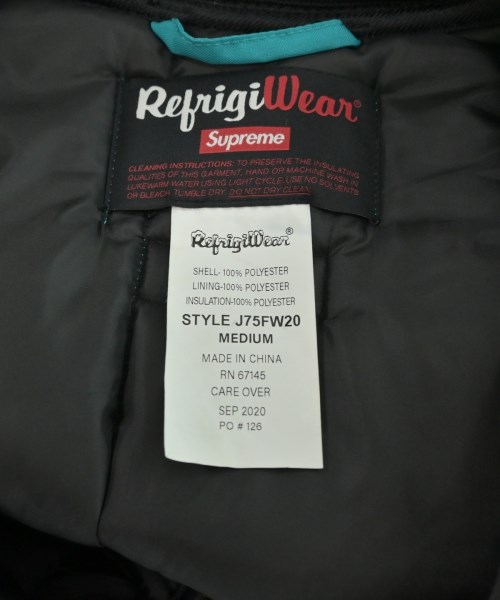 RefrigiWear®
Supreme
CLEANING INSTRUCTIONS: TO PRESERVE THE INSULATING
QUALITIES OF THIS GARMENT, HAND OR MACHINE WASH IN
LUKEWARM WATER USING LIGHT CYCLE. USE NO SOLVENTS
OR BLEACH. TUMBLE DRY. DO NOT DRY CLEAN.
RefrigiWear®
SHELL-100% POLYESTER
LINING-100% POLYESTER
INSULATION-100% POLYESTER
STYLE J75FW20
MEDIUM
MADE IN CHINA
RN 67145
CARE OVER
SEP 2020
PO # 126